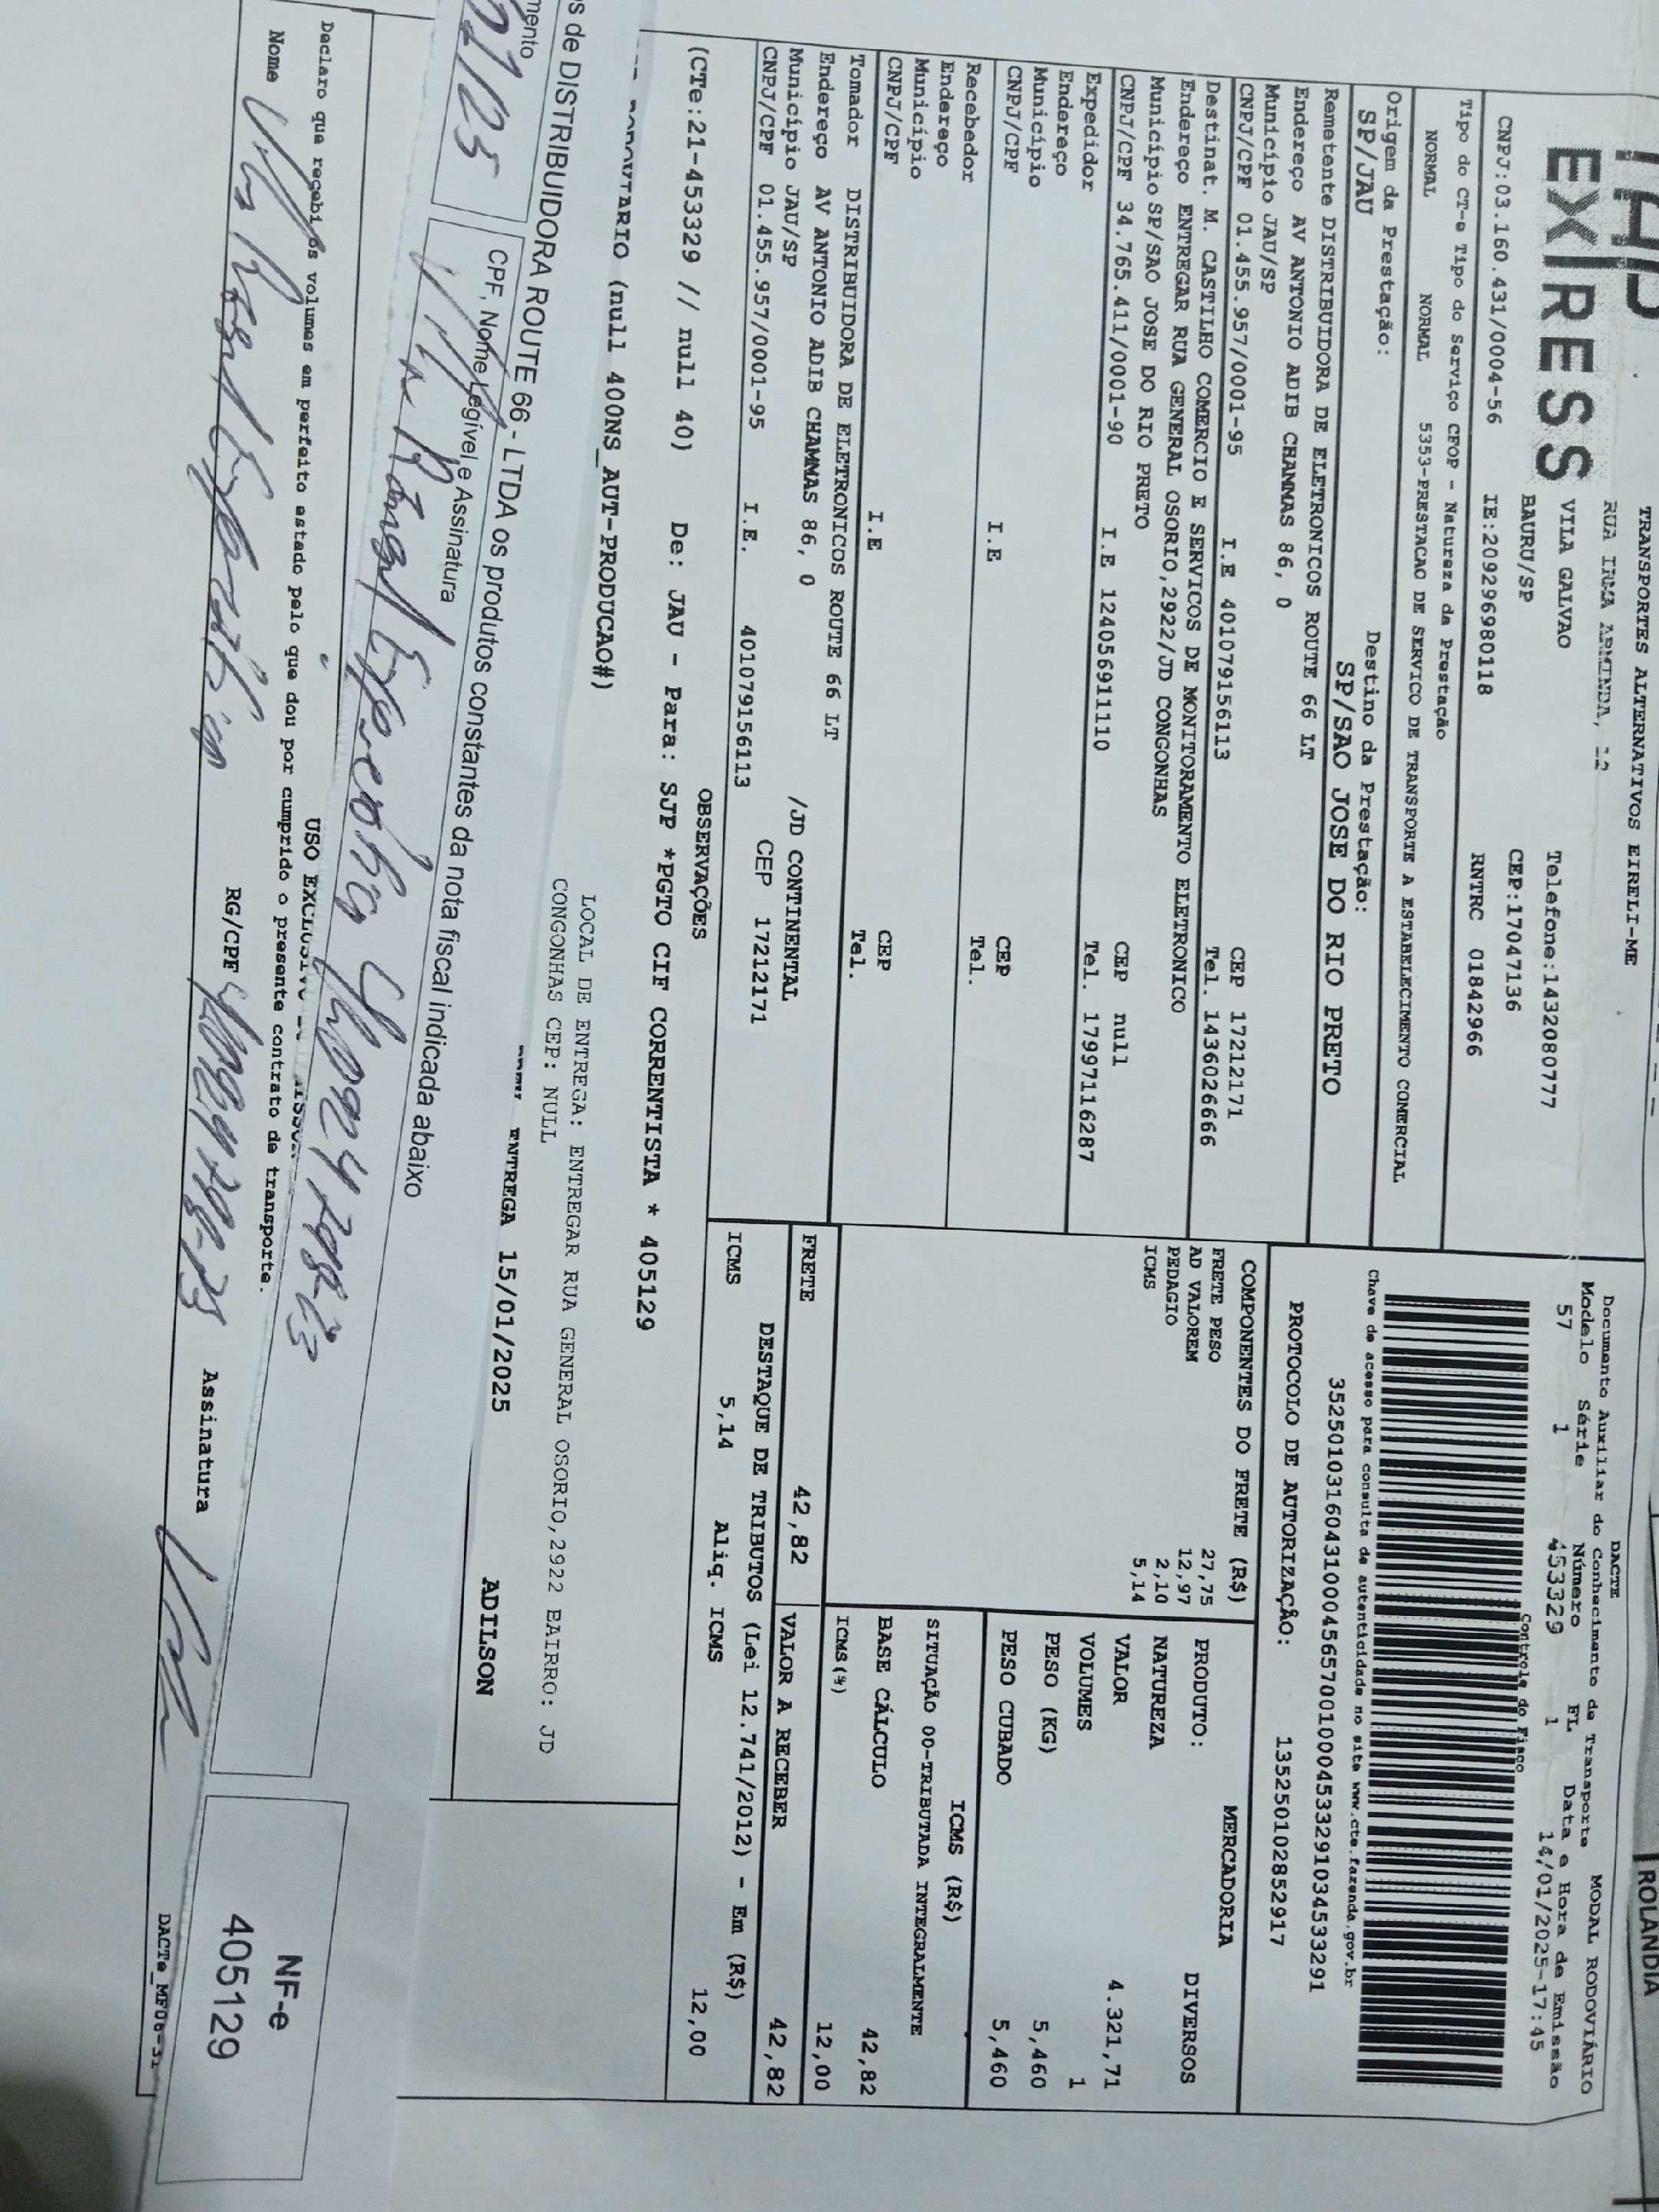 TRANSPORTES ALTERNATIVOS EIRELI-ME
EX/RESS
RUA IRMA ARMINDA, 12
VILA GALVAO Telefone:1432080777
BAURU/SP CEP:17047136
CNPJ:03.160.431/0004-56 IE:209296980118 RNTRC 01842966
Tipo do CT-e Tipo do Serviço CFOP - Natureza da Prestação
NORMAL NORMAL 5353-PRESTACAO DE SERVICO DE TRANSPORTE A ESTABELECIMENTO COMERCIAL
Origem da Prestação: Destino da Prestação:
SP/JAU SP/SAO JOSE DO RIO PRETO
Remetente DISTRIBUIDORA DE ELETRONICOS ROUTE 66 LT
Endereço AV ANTONIO ADIB CHAMMAS 86, 0
Município JAU/SP CEP 17212171
CNPJ/CPF 01.455.957/0001-95 I.E 401079156113 Tel. 1436026666
Destinat. M. CASTILHO COMERCIO E SERVICOS DE MONITORAMENTO ELETRONICO
Endereço ENTREGAR RUA GENERAL OSORIO,2922/JD CONGONHAS
Município SP/SAO JOSE DO RIO PRETO CEP null
CNPJ/CPF 34.765.411/0001-90 I.E 124056911110 Tel. 17997116287
Expedidor
Endereço
Município CEP
CNPJ/CPF I.E Tel.
Recebedor
Endereço
Município CEP
CNPJ/CPF I.E Tel.
Tomador DISTRIBUIDORA DE ELETRONICOS ROUTE 66 LT
Endereço AV ANTONIO ADIB CHAMMAS 86, 0 /JD CONTINENTAL
Município JAU/SP CEP 17212171
CNPJ/CPF 01.455.957/0001-95 I.E. 401079156113
DACTE
Documento Auxiliar do Conhecimento de Transporte MODAL RODOVIÁRIO
Modelo Série Número FL Data e Hora de Emissão
57 1 453329 1 14/01/2025-17:45
Controle do Fisco
Chave de acesso para consulta de autenticidade no site www.cte.fazenda.gov.br
35250103160431000456570010004533291034533291
PROTOCOLO DE AUTORIZAÇÃO: 135250102852917
COMPONENTES DO FRETE (R$)
FRETE PESO 27,75
AD VALOREM 12,97
PEDAGIO 2,10
ICMS 5,14
MERCADORIA
PRODUTO: DIVERSOS
NATUREZA
VALOR 4.321,71
VOLUMES 1
PESO (KG) 5,460
PESO CUBADO 5,460
ICMS (R$)
SITUAÇÃO 00-TRIBUTADA INTEGRALMENTE
BASE CÁLCULO 42,82
ICMS(%) 12,00
FRETE 42,82 VALOR A RECEBER 42,82
DESTAQUE DE TRIBUTOS (Lei 12.741/2012) - Em (R$)
ICMS 5,14 Aliq. ICMS 12,00
OBSERVAÇÕES
(CTe:21-453329 // null 40) De: JAU - Para: SJP *PGTO CIF CORRENTISTA * 405129
(null 400NS_AUT-PRODUCAO#)
LOCAL DE ENTREGA: ENTREGAR RUA GENERAL OSORIO,2922 BAIRRO: JD
CONGONHAS CEP: NULL
ENTREGA 15/01/2025 ADILSON
s de DISTRIBUIDORA ROUTE 66 - LTDA os produtos constantes da nota fiscal indicada abaixo
mento
CPF, Nome Legível e Assinatura
NF-e
405129
Declaro que recebi os volumes em perfeito estado pelo que dou por cumprido o presente contrato de transporte.
Nome RG/CPF Assinatura
ROLANDIA